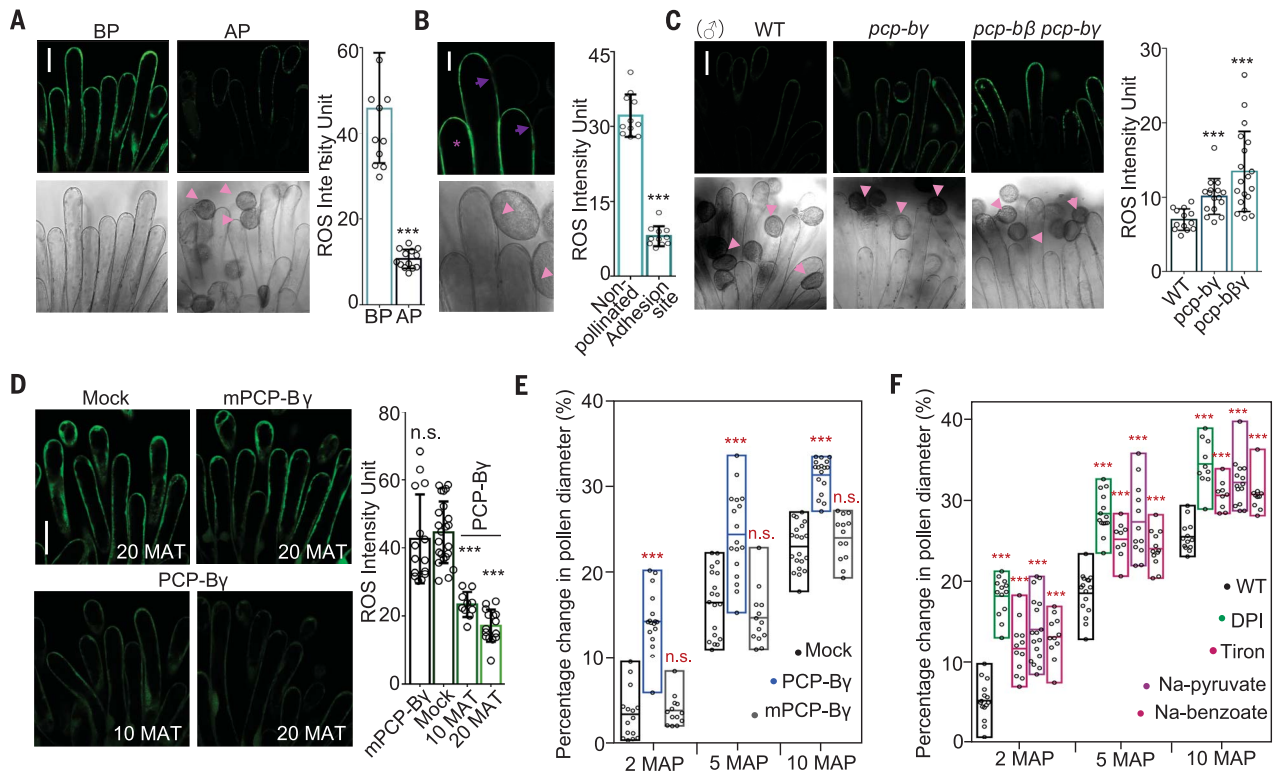 A
BP
AP
ROS Intensity Unit
60
40
20
0
***
BP
AP
B
ROS Intensity Unit
45
30
15
0
*
***
Non-pollinated
Adhesion site
C
(♂) WT
pcp-bγ
pcp-bβ pcp-bγ
ROS Intensity Unit
30
20
10
0
***
***
WT
pcp-bγ
pcp-bβγ
D
Mock
mPCP-Bγ
20 MAT
20 MAT
PCP-Bγ
10 MAT
20 MAT
ROS Intensity Unit
80
60
40
20
0
n.s.
PCP-Bγ
***
***
mPCP-Bγ
Mock
10 MAT
20 MAT
E
Percentage change in pollen diameter (%)
40
30
20
10
0
***
n.s.
***
n.s.
***
n.s.
Mock
PCP-Bγ
mPCP-Bγ
2 MAP
5 MAP
10 MAP
F
Percentage change in pollen diameter (%)
40
30
20
10
0
*** *** *** ***
*** *** *** ***
*** *** *** ***
WT
DPI
Tiron
Na-pyruvate
Na-benzoate
2 MAP
5 MAP
10 MAP